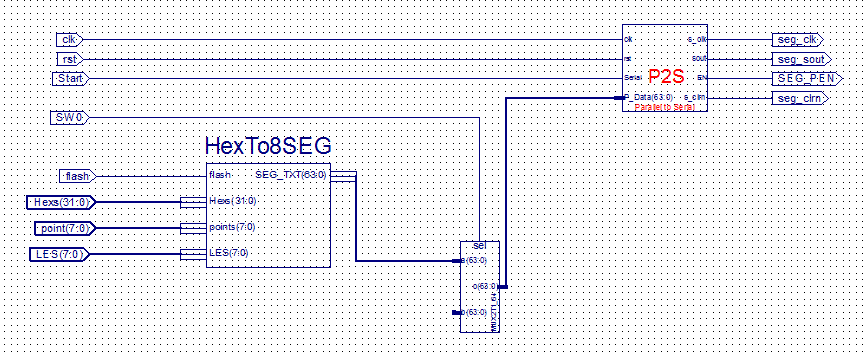 clk
rst
Start
SW0
clk
rst
Serial
P_Data(63:0)
P2S
Parallel to Serial
s_clk
sout
EN
s_clrn
seg_clk
seg_sout
SEG_PEN
seg_clrn
HexTo8SEG
flash
Hexs(31:0)
point(7:0)
LES(7:0)
flash
SEG_TXT(63:0)
Hexs(31:0)
points(7:0)
LES(7:0)
sel
a(63:0)
o(63:0)
(63:0)